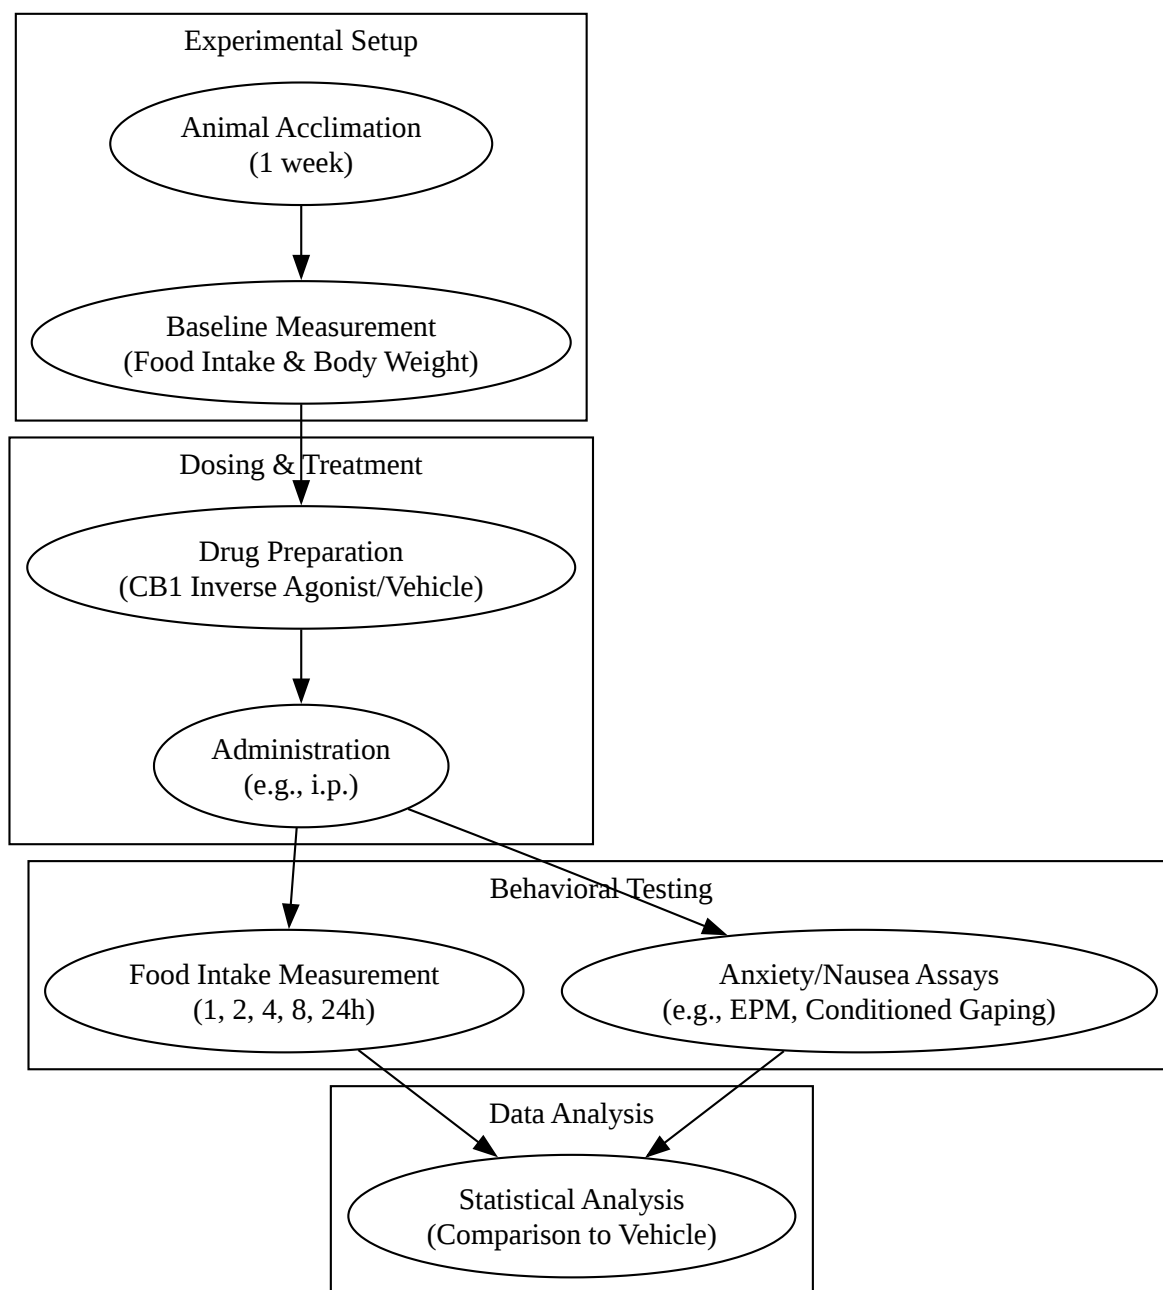 Experimental Setup
Animal Acclimation
(1 week)
Baseline Measurement
(Food Intake & Body Weight)
Dosing & Treatment
Drug Preparation
(CB1 Inverse Agonist/Vehicle)
Administration
(e.g., i.p.)
Behavioral Testing
Food Intake Measurement
(1, 2, 4, 8, 24h)
Anxiety/Nausea Assays
(e.g., EPM, Conditioned Gaping)
Data Analysis
Statistical Analysis
(Comparison to Vehicle)